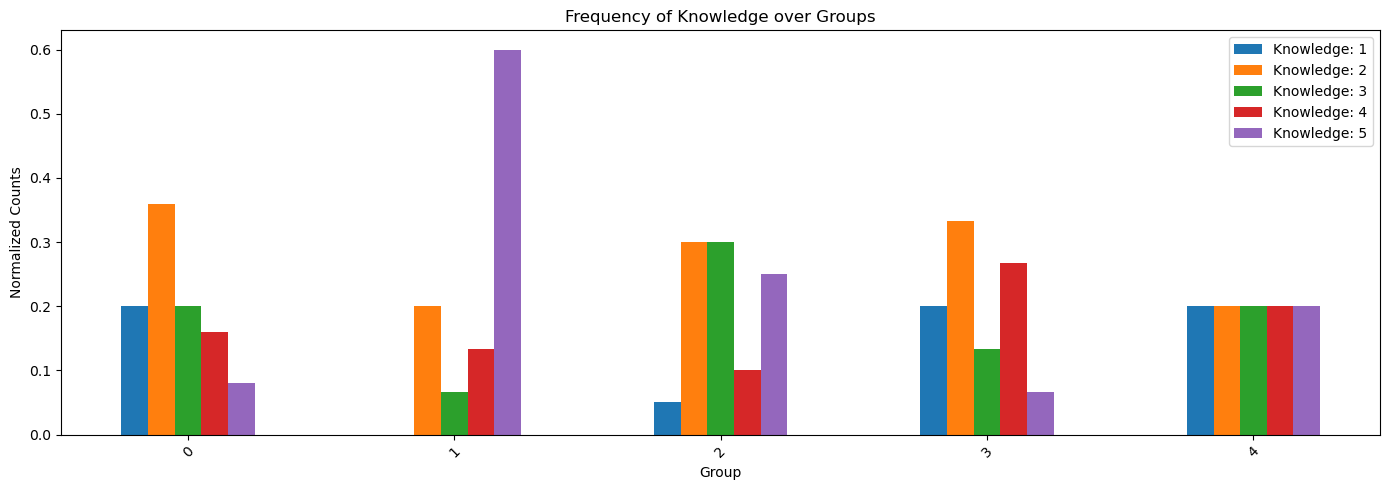 Frequency of Knowledge over Groups
Knowledge: 1
Knowledge: 2
Knowledge: 3
Knowledge: 4
Knowledge: 5
Normalized Counts
0.6
0.5
0.4
0.3
0.2
0.1
0.0
0 1 2 3 4
Group